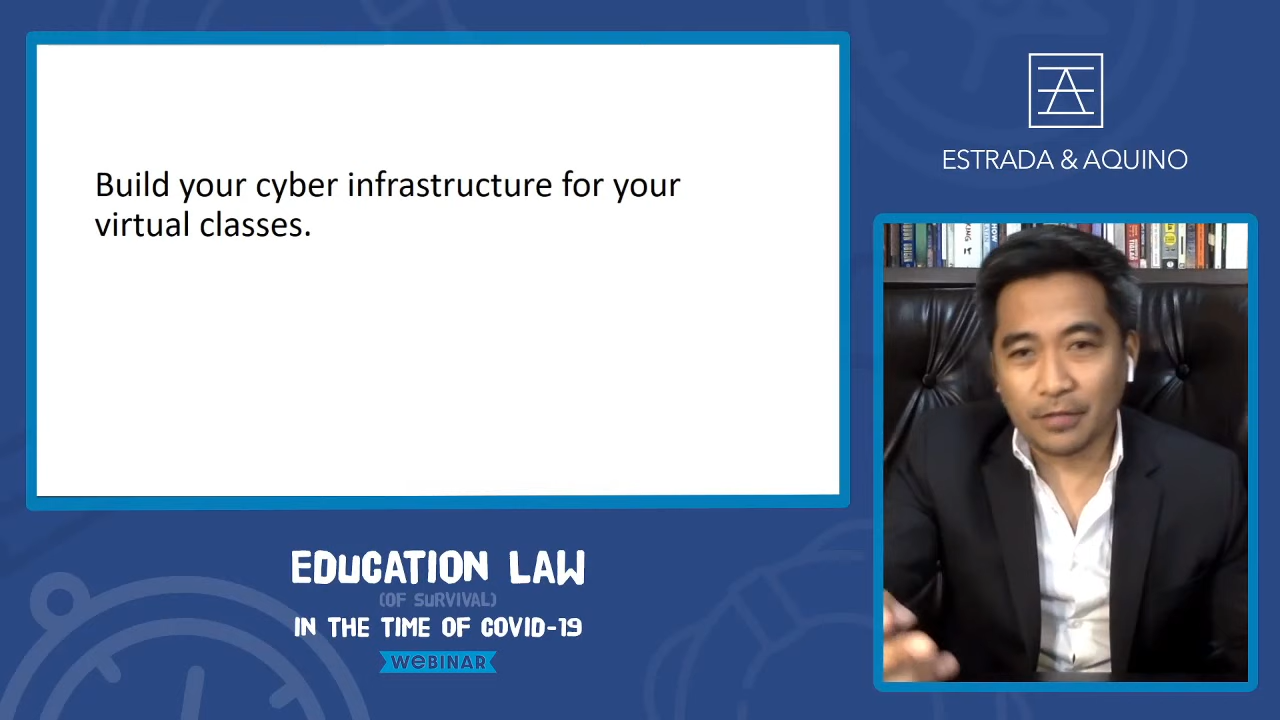 Build your cyber infrastructure for your
virtual classes.
ESTRADA & AQUINO
EDUCATION LAW
(OF SURVIVAL)
IN THE TIME OF COVID-19
WEBINAR